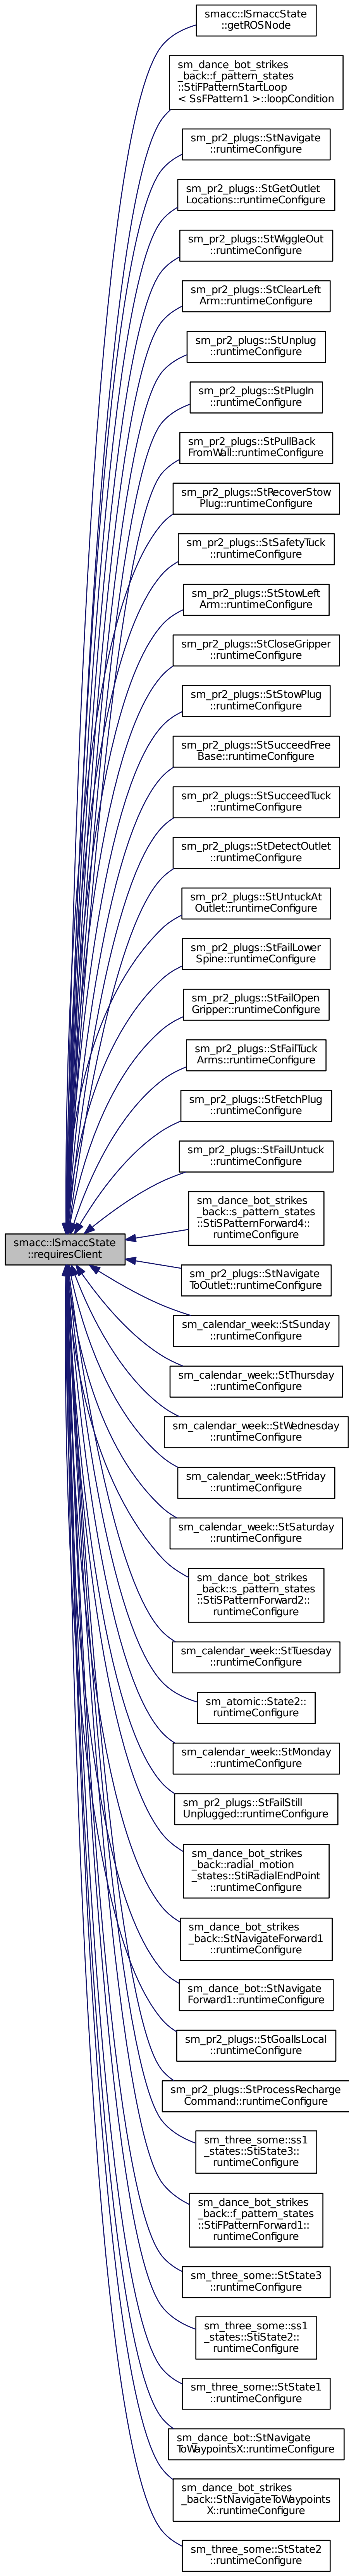 smacc::ISmaccState
::getROSNode
sm_dance_bot_strikes
_back::f_pattern_states
::StiFPatternStartLoop
< SsFPattern1 >::loopCondition
sm_pr2_plugs::StNavigate
::runtimeConfigure
sm_pr2_plugs::StGetOutlet
Locations::runtimeConfigure
sm_pr2_plugs::StWiggleOut
::runtimeConfigure
sm_pr2_plugs::StClearLeft
Arm::runtimeConfigure
sm_pr2_plugs::StUnplug
::runtimeConfigure
sm_pr2_plugs::StPlugIn
::runtimeConfigure
sm_pr2_plugs::StPullBack
FromWall::runtimeConfigure
sm_pr2_plugs::StRecoverStow
Plug::runtimeConfigure
sm_pr2_plugs::StSafetyTuck
::runtimeConfigure
sm_pr2_plugs::StStowLeft
Arm::runtimeConfigure
sm_pr2_plugs::StCloseGripper
::runtimeConfigure
sm_pr2_plugs::StStowPlug
::runtimeConfigure
sm_pr2_plugs::StSucceedFree
Base::runtimeConfigure
sm_pr2_plugs::StSucceedTuck
::runtimeConfigure
sm_pr2_plugs::StDetectOutlet
::runtimeConfigure
sm_pr2_plugs::StUntuckAt
Outlet::runtimeConfigure
sm_pr2_plugs::StFailLower
Spine::runtimeConfigure
sm_pr2_plugs::StFailOpen
Gripper::runtimeConfigure
sm_pr2_plugs::StFailTuck
Arms::runtimeConfigure
sm_pr2_plugs::StFetchPlug
::runtimeConfigure
sm_pr2_plugs::StFailUntuck
::runtimeConfigure
sm_dance_bot_strikes
_back::s_pattern_states
::StiSPatternForward4::
runtimeConfigure
smacc::ISmaccState
::requiresClient
sm_pr2_plugs::StNavigate
ToOutlet::runtimeConfigure
sm_calendar_week::StSunday
::runtimeConfigure
sm_calendar_week::StThursday
::runtimeConfigure
sm_calendar_week::StWednesday
::runtimeConfigure
sm_calendar_week::StFriday
::runtimeConfigure
sm_calendar_week::StSaturday
::runtimeConfigure
sm_dance_bot_strikes
_back::s_pattern_states
::StiSPatternForward2::
runtimeConfigure
sm_calendar_week::StTuesday
::runtimeConfigure
sm_atomic::State2::
runtimeConfigure
sm_calendar_week::StMonday
::runtimeConfigure
sm_pr2_plugs::StFailStill
Unplugged::runtimeConfigure
sm_dance_bot_strikes
_back::radial_motion
_states::StiRadialEndPoint
::runtimeConfigure
sm_dance_bot_strikes
_back::StNavigateForward1
::runtimeConfigure
sm_dance_bot::StNavigate
Forward1::runtimeConfigure
sm_pr2_plugs::StGoalIsLocal
::runtimeConfigure
sm_pr2_plugs::StProcessRecharge
Command::runtimeConfigure
sm_three_some::ss1
_states::StiState3::
runtimeConfigure
sm_dance_bot_strikes
_back::f_pattern_states
::StiFPatternForward1::
runtimeConfigure
sm_three_some::StState3
::runtimeConfigure
sm_three_some::ss1
_states::StiState2::
runtimeConfigure
sm_three_some::StState1
::runtimeConfigure
sm_dance_bot::StNavigate
ToWaypointsX::runtimeConfigure
sm_dance_bot_strikes
_back::StNavigateToWaypoints
X::runtimeConfigure
sm_three_some::StState2
::runtimeConfigure